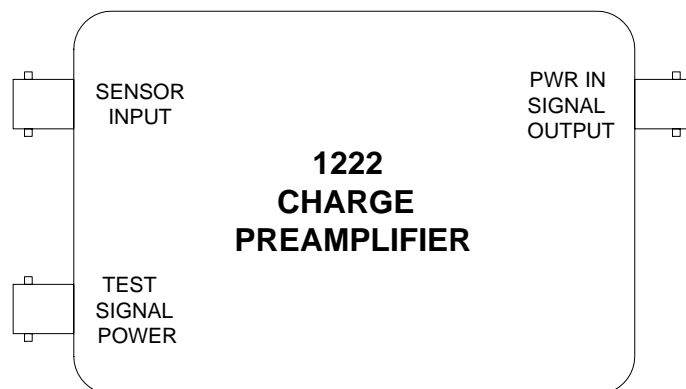 SENSOR
INPUT
PWR IN
SIGNAL
OUTPUT
1222
CHARGE
PREAMPLIFIER
TEST
SIGNAL
POWER